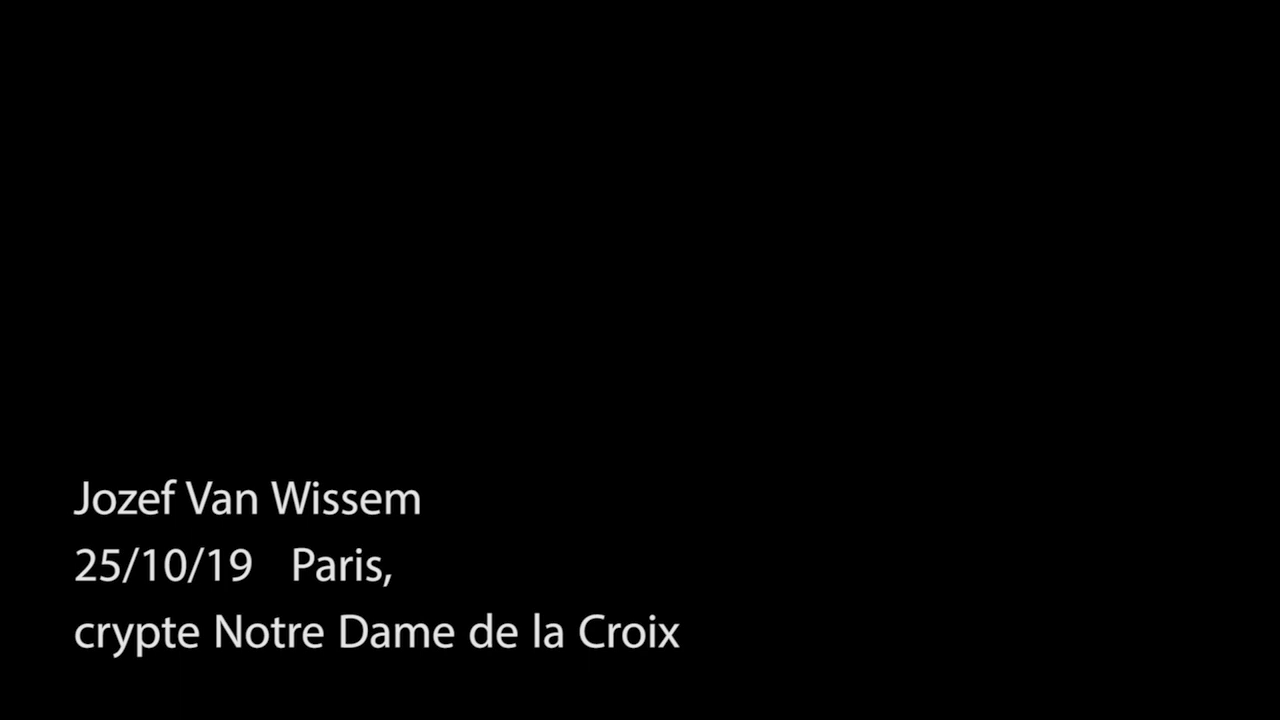 Jozef Van Wissem
25/10/19 Paris,
crypte Notre Dame de la Croix